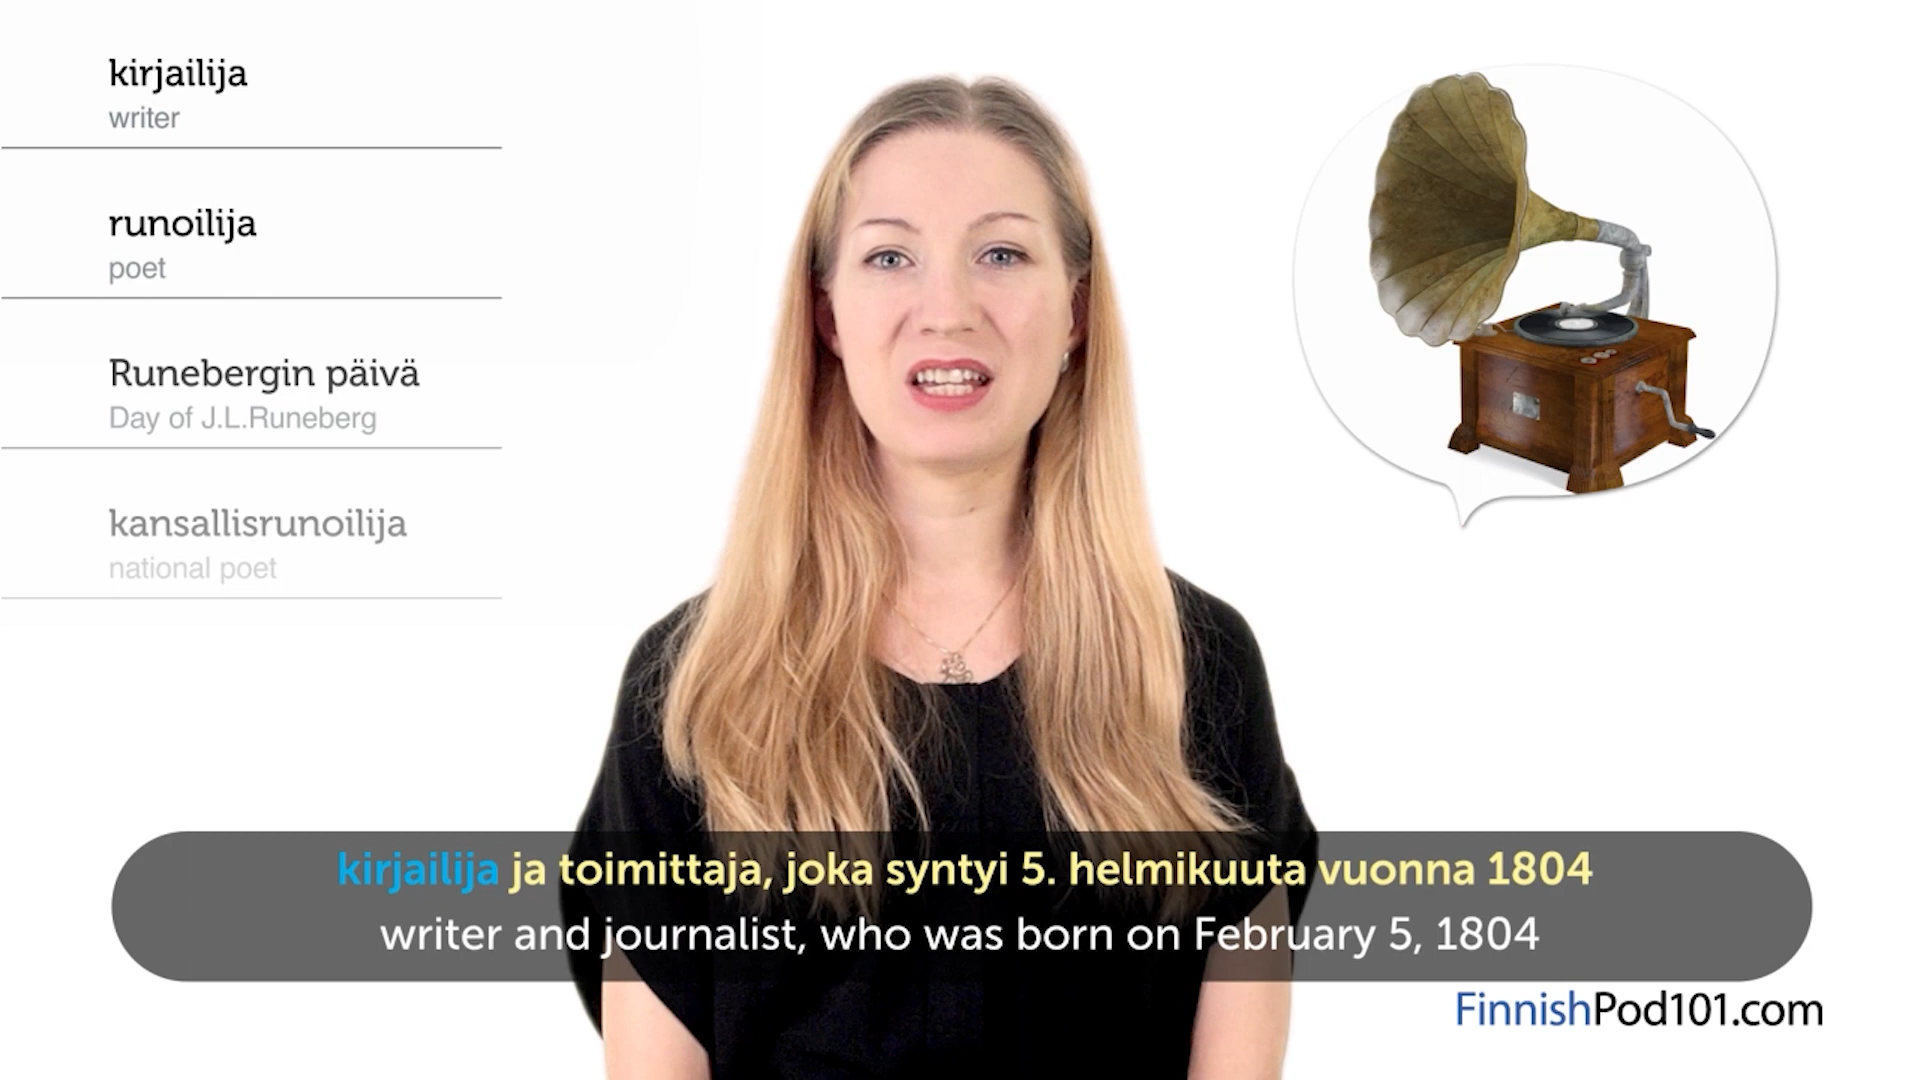 kirjailija
writer
runoilija
poet
Runebergin päivä
Day of J.L.Runeberg
kansallisrunoilija
national poet
kirjailija ja toimittaja, joka syntyi 5. helmikuuta vuonna 1804
writer and journalist, who was born on February 5, 1804
FinnishPod101.com